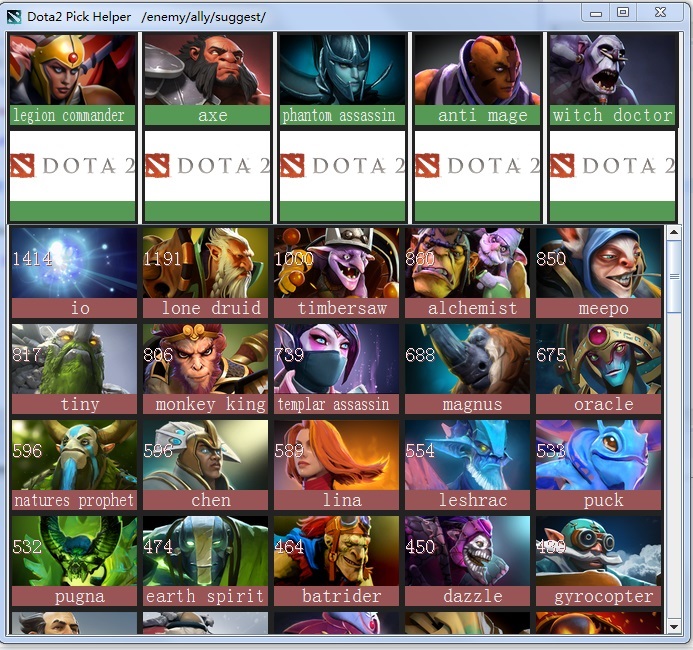 Dota2 Pick Helper /enemy/ally/suggest/
legion commander
axe
phantom assassin
anti mage
witch doctor
DOTA 2
DOTA 2
DOTA 2
DOTA 2
DOTA 2
1414
1191
1000
860
850
io
lone druid
timbersaw
alchemist
meepo
817
806
739
688
675
tiny
monkey king
templar assassin
magnus
oracle
596
596
589
554
533
natures prophet
chen
lina
leshrac
puck
532
474
464
450
pugna
earth spirit
batrider
dazzle
gyrocopter